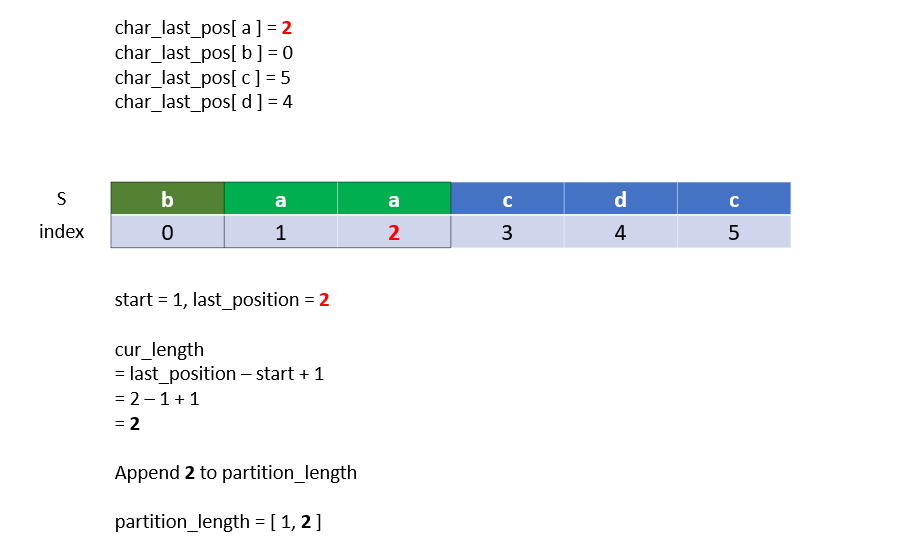 char_last_pos[ a ] = 2
char_last_pos[ b ] = 0
char_last_pos[ c ] = 5
char_last_pos[ d ] = 4
S b a a c d c
index 0 1 2 3 4 5
start = 1, last_position = 2
cur_length
= last_position – start + 1
= 2 – 1 + 1
= 2
Append 2 to partition_length
partition_length = [ 1, 2 ]